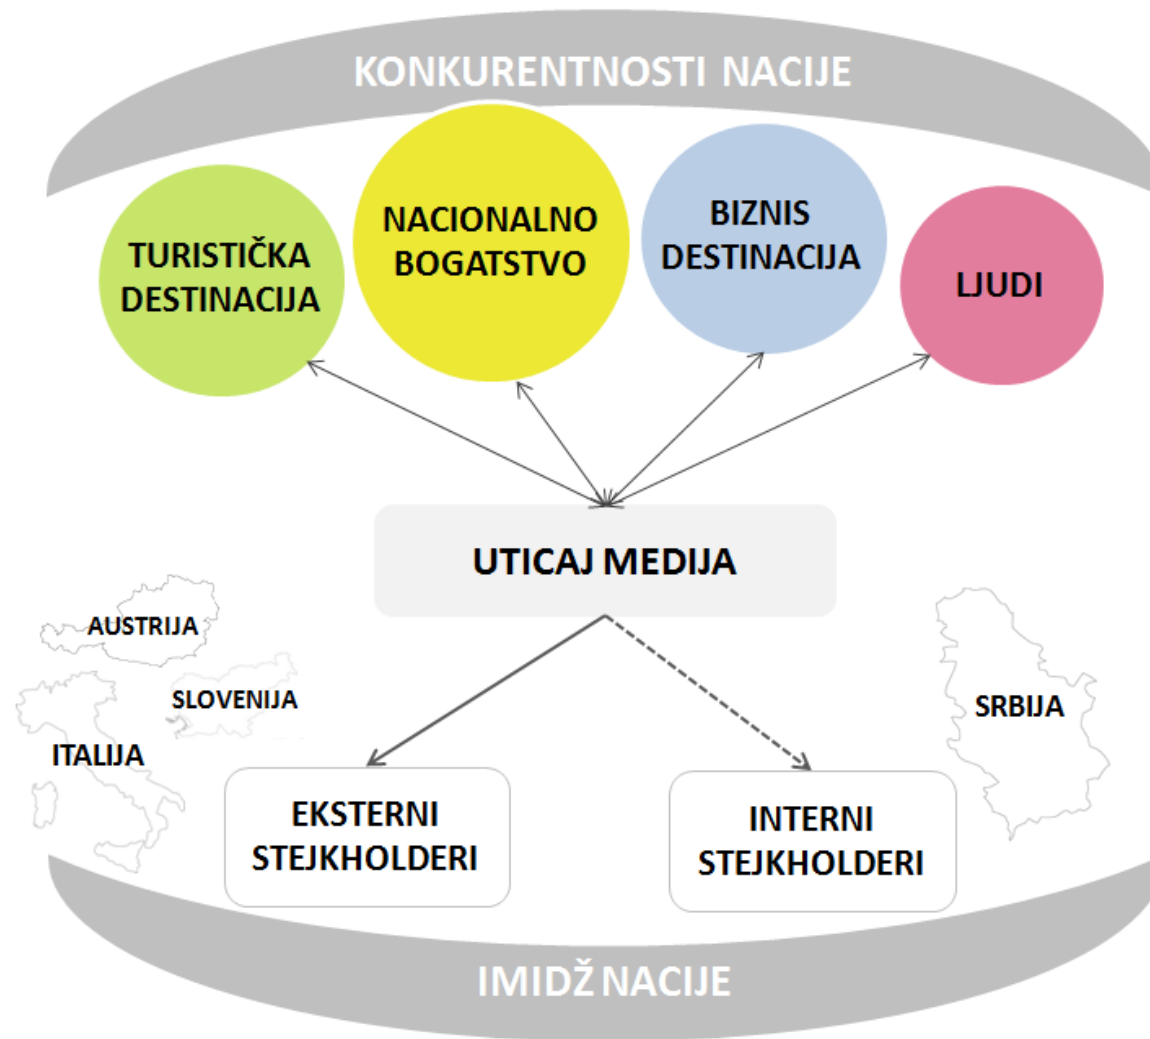 KONKURENTNOSTI NACIJE
TURISTIČKA
DESTINACIJA
NACIONALNO
BOGATSTVO
BIZNIS
DESTINACIJA
LJUDI
UTICAJ MEDIJA
AUSTRIJA
SLOVENIJA
ITALIJA
SRBIJA
EKSTERNI
STEJKHOLDERI
INTERNI
STEJKHOLDERI
IMIDŽ NACIJE